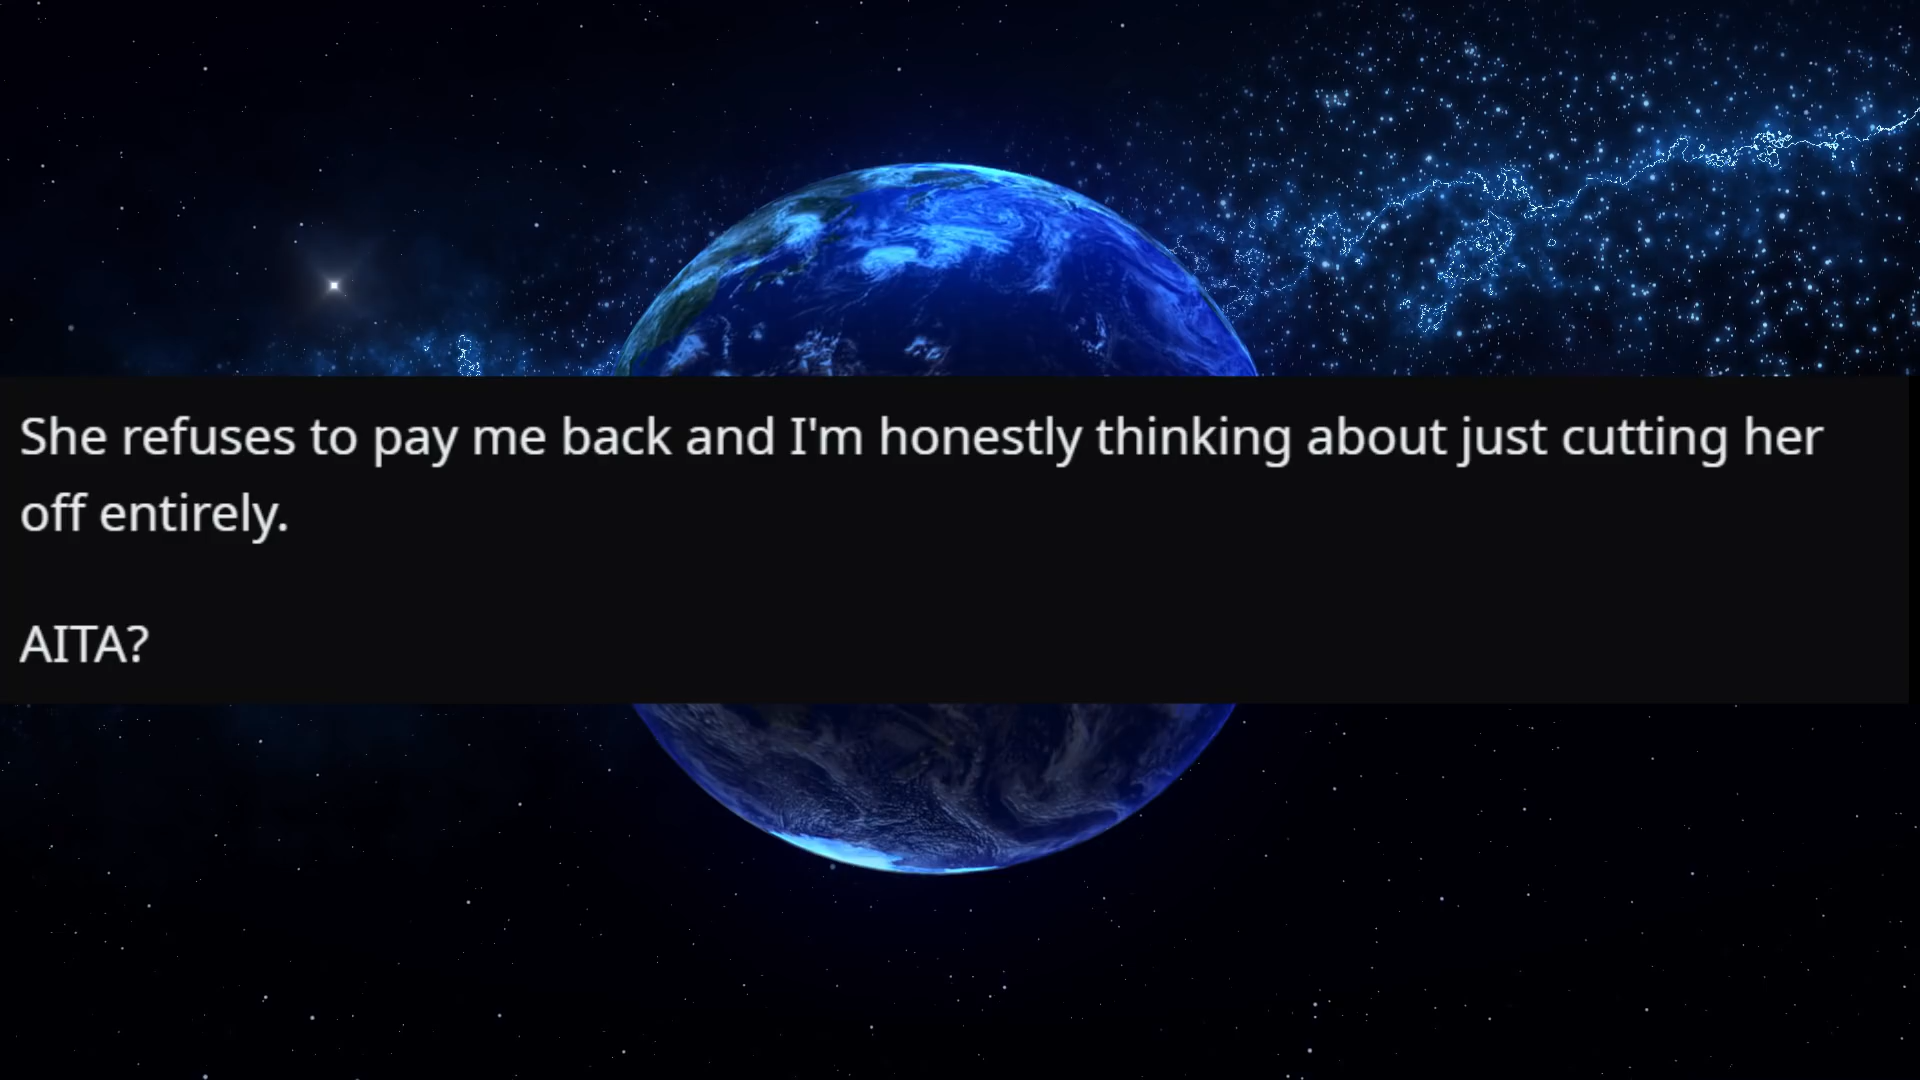 She refuses to pay me back and I'm honestly thinking about just cutting her
off entirely.
AITA?